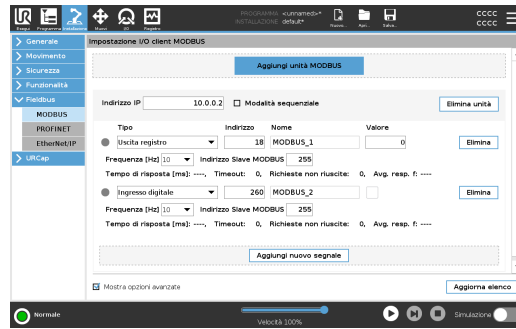 PROGRAMMA <unnamed>*
INSTALLAZIONE default*
Nuova... Apri... Salva...
cccc
cccc
Esegui Programma Installazione Muovi I/O Registro
Generale
Movimento
Sicurezza
Funzionalità
Fieldbus
MODBUS
PROFINET
EtherNet/IP
URCap
Impostazione I/O client MODBUS
Aggiungi unità MODBUS
Indirizzo IP 10.0.0.2 Modalità sequenziale Elimina unità
Tipo Indirizzo Nome Valore
Uscita registro 18 MODBUS_1 0 Elimina
Frequenza [Hz] 10 Indirizzo Slave MODBUS 255
Tempo di risposta [ms]: ----, Timeout: 0, Richieste non riuscite: 0, Avg. resp. f: ----
Ingresso digitale 260 MODBUS_2 Elimina
Frequenza [Hz] 10 Indirizzo Slave MODBUS 255
Tempo di risposta [ms]: ----, Timeout: 0, Richieste non riuscite: 0, Avg. resp. f: ----
Aggiungi nuovo segnale
Mostra opzioni avanzate Aggiorna elenco
Normale
Velocità 100%
Simulazione